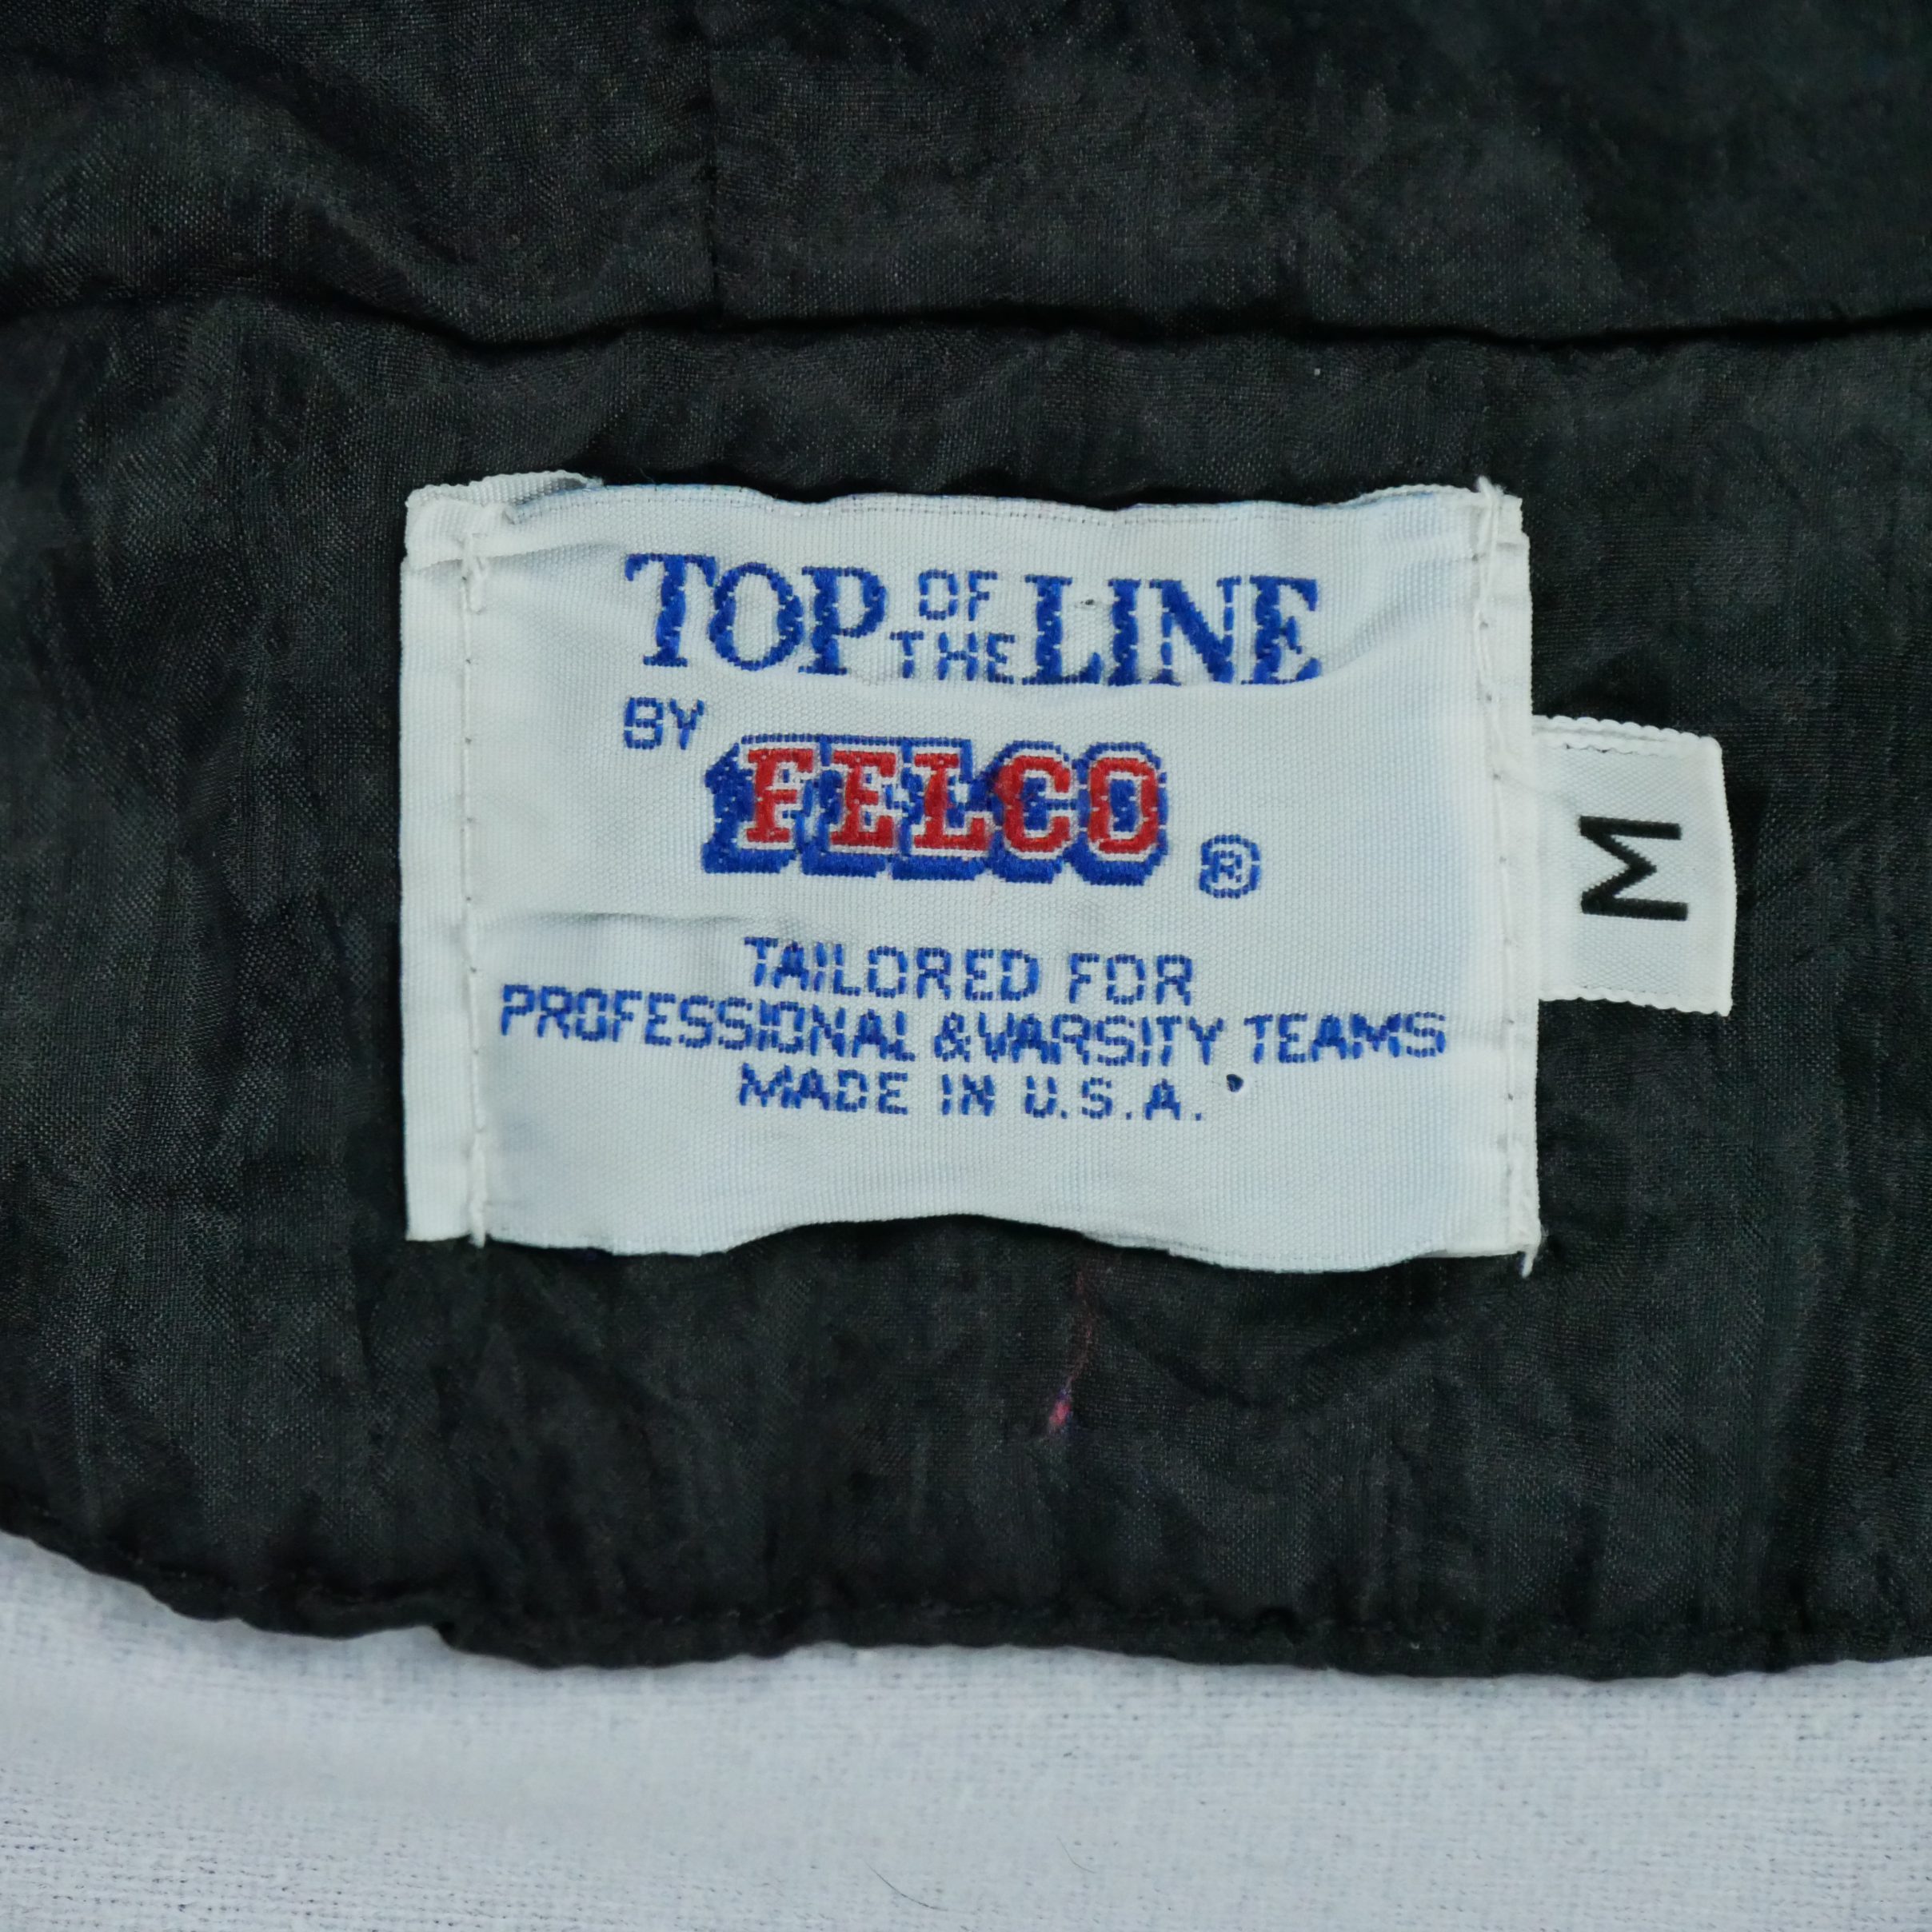 TOP OF THE LINE
BY FELCO ®
TAILORED FOR
PROFESSIONAL & VARSITY TEAMS
MADE IN U.S.A.
M